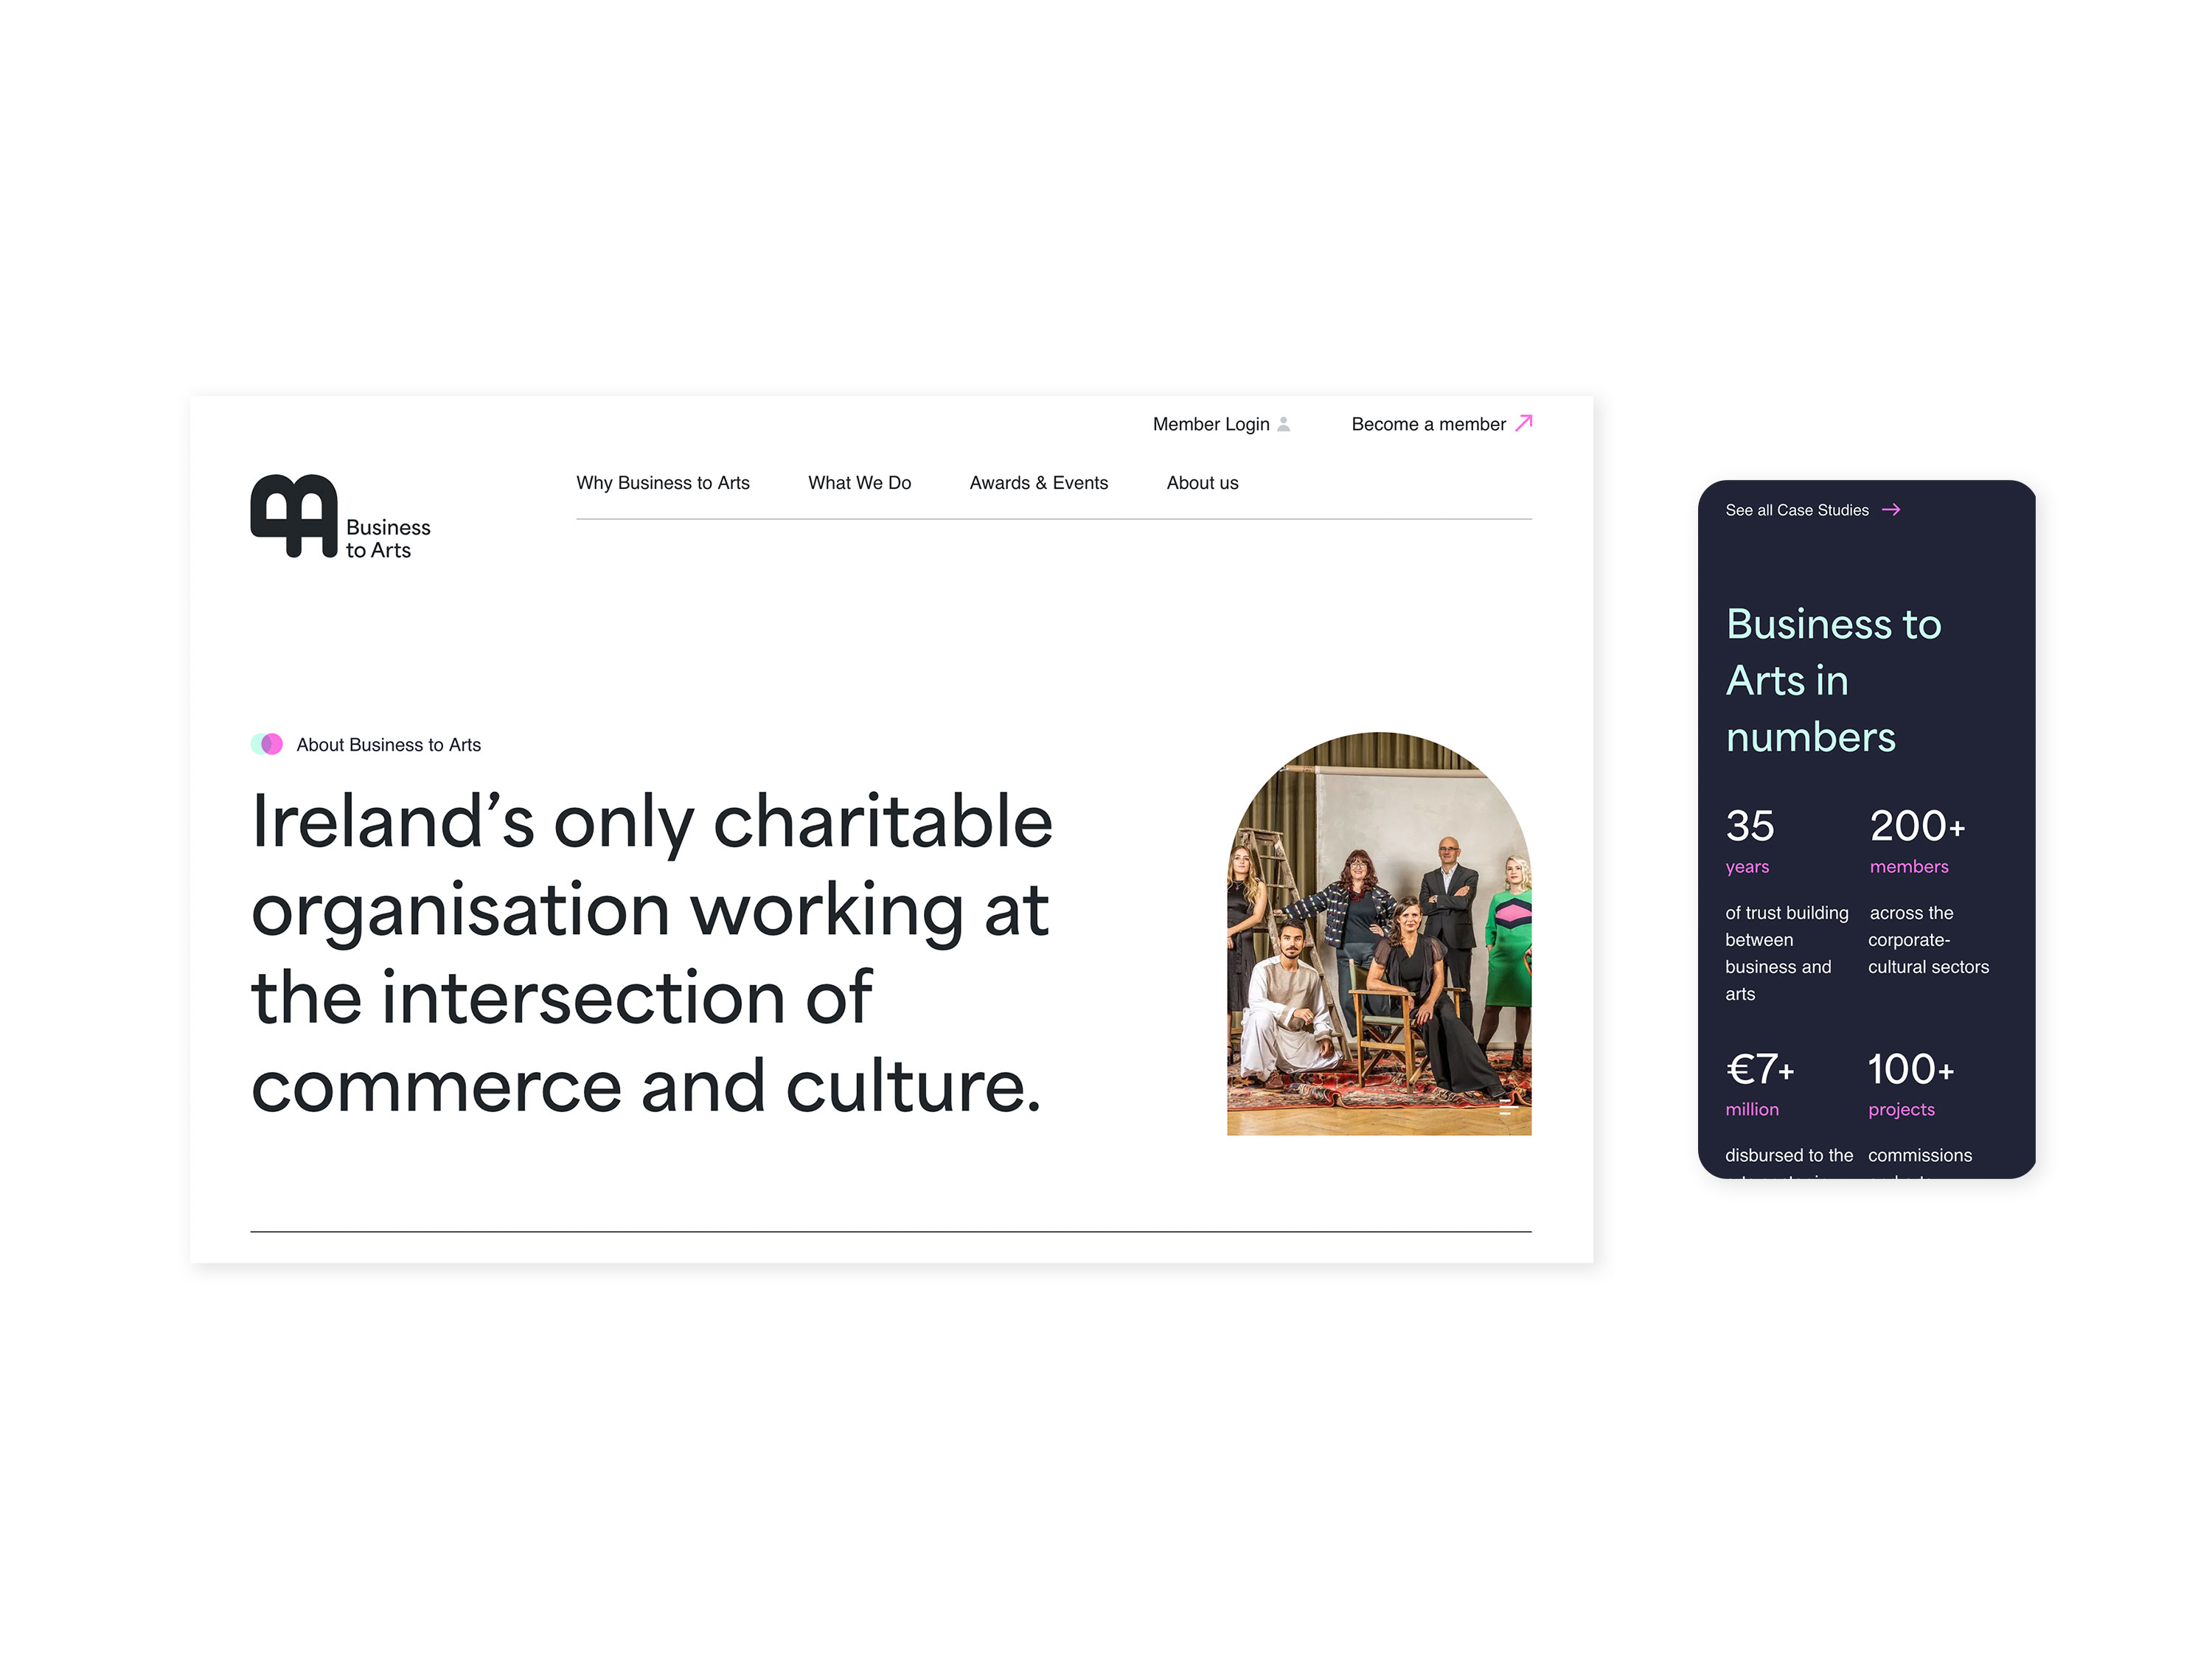 Member Login
Become a member
Why Business to Arts
What We Do
Awards & Events
About us
Business
to Arts
About Business to Arts
Ireland’s only charitable
organisation working at
the intersection of
commerce and culture.
See all Case Studies
Business to
Arts in
numbers
35
years
of trust building
between
business and
arts
200+
members
across the
corporate-
cultural sectors
€7+
million
disbursed to the
100+
projects
commissions